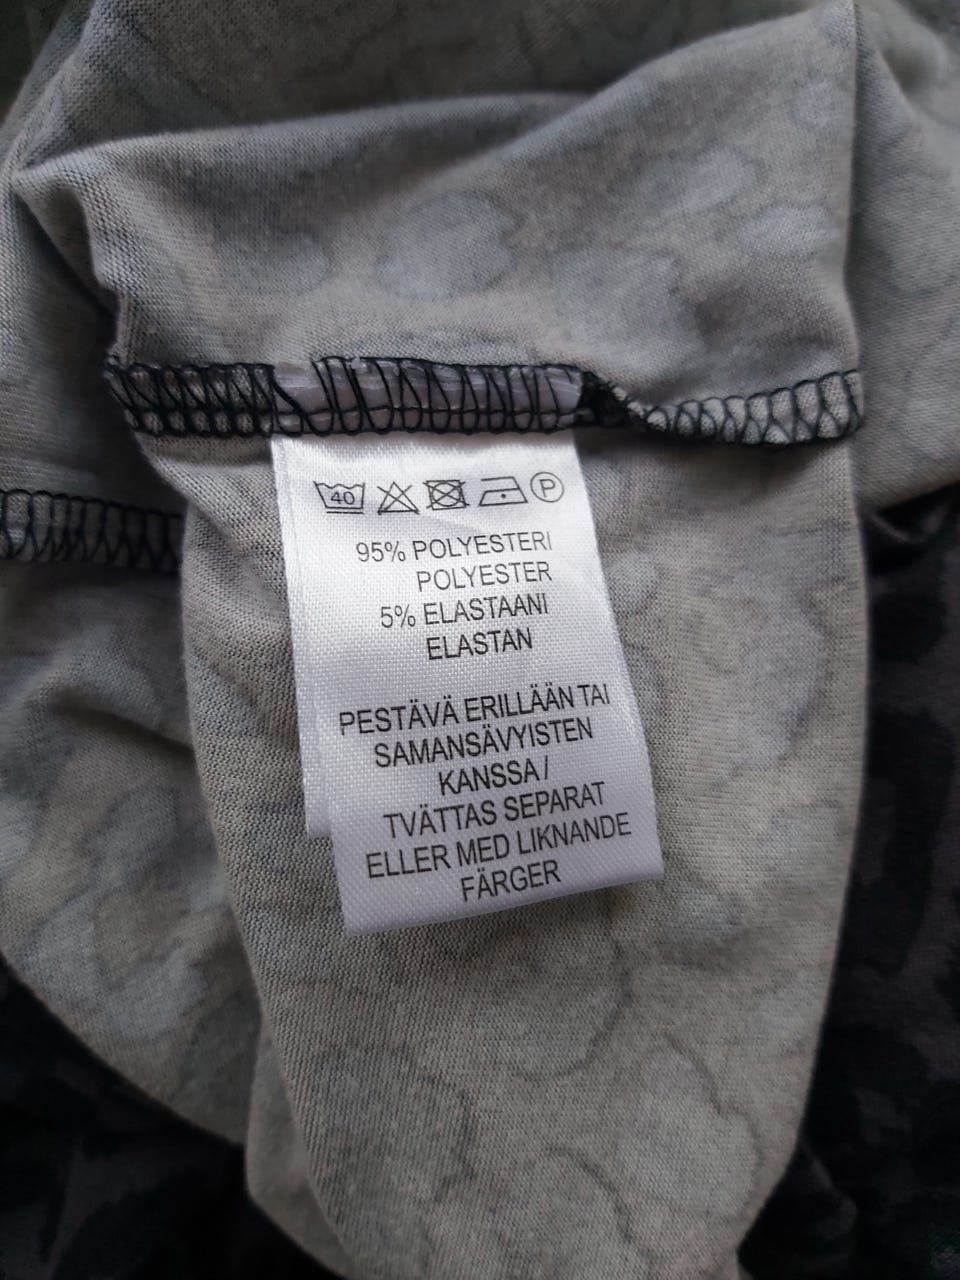 40 P
95% POLYESTERI
POLYESTER
5% ELASTAANI
ELASTAN
PESTÄVÄ ERILLÄÄN TAI
SAMANSÄVYISTEN
KANSSA /
TVÄTTAS SEPARAT
ELLER MED LIKNANDE
FÄRGER